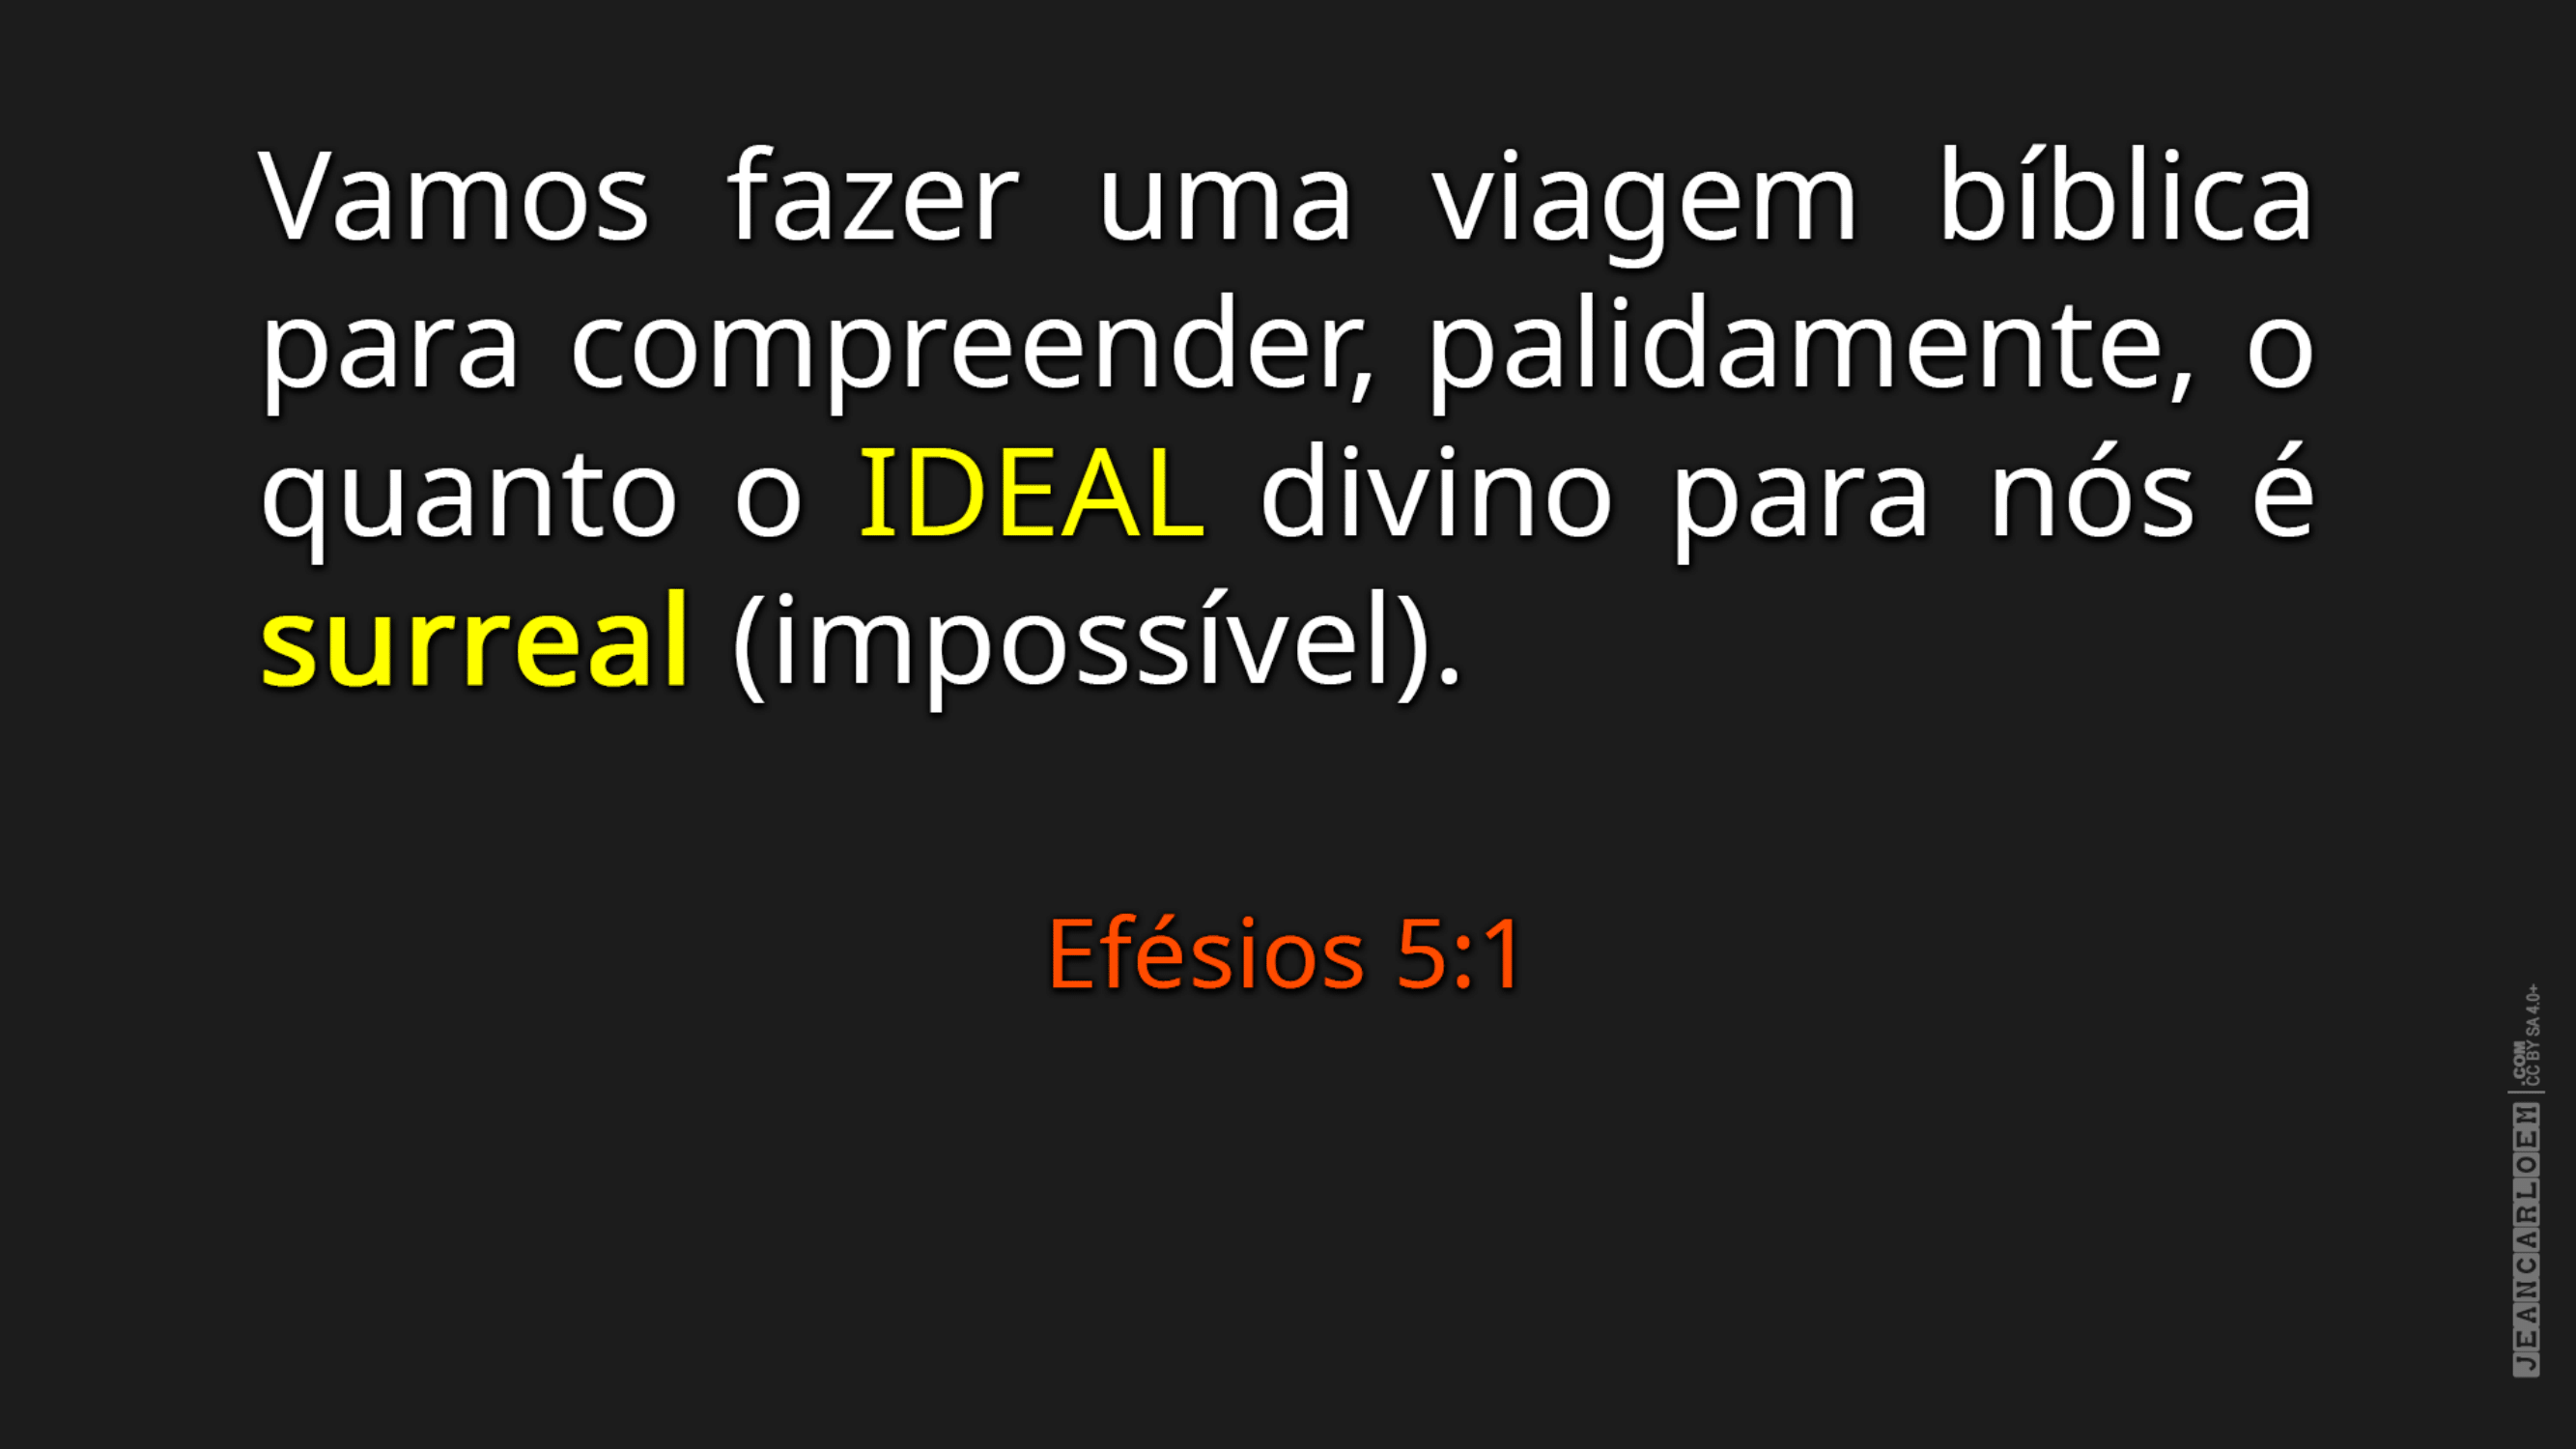 Vamos fazer uma viagem bíblica
para compreender, palidamente, o
quanto o IDEAL divino para nós é
surreal (impossível).
Efésios 5:1
JEANCARLOEM
.COM
CC BY SA 4.0+